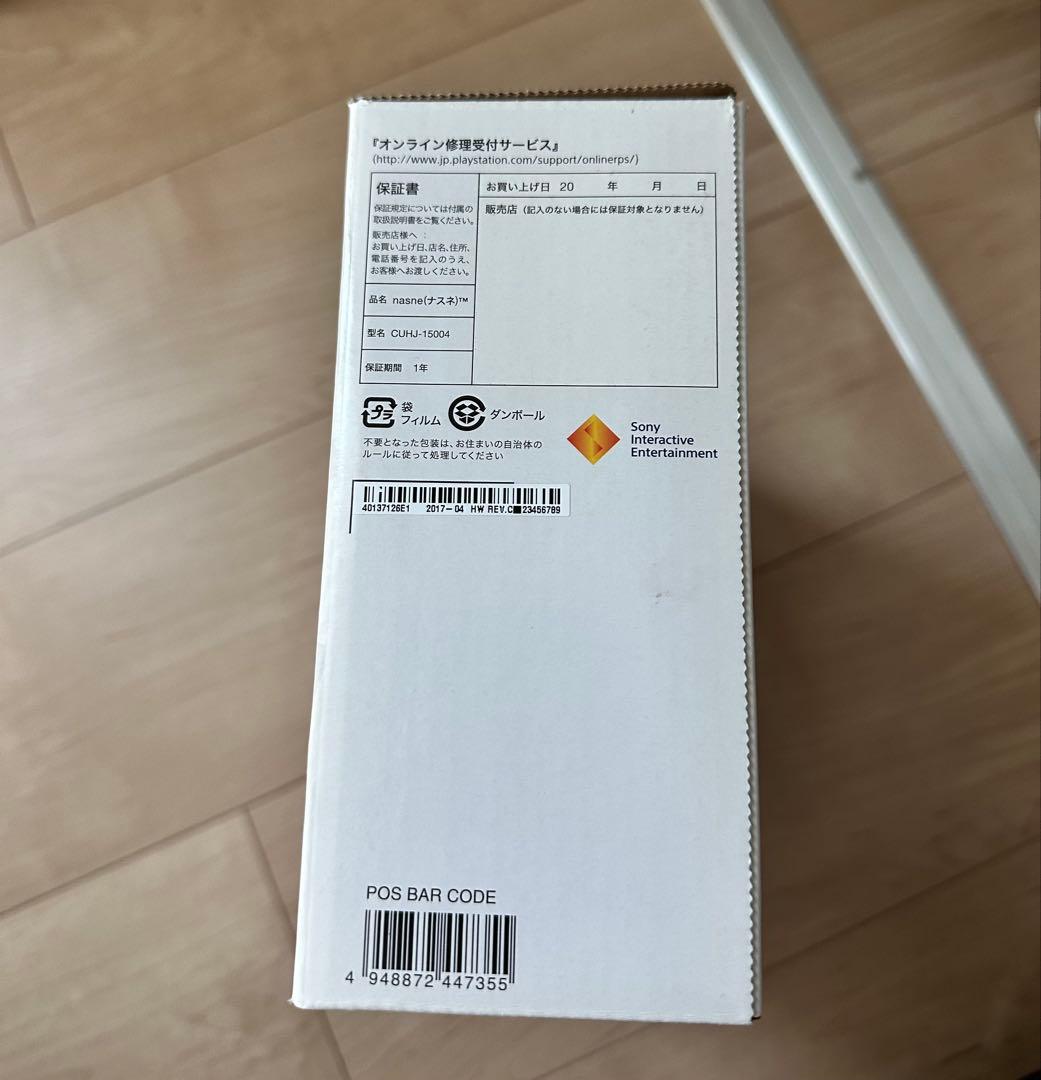 『オンライン修理受付サービス』
(http://www.jp.playstation.com/support/onlinerps/)
保証書
保証規定については付属の
取扱説明書をご覧ください。
販売店様へ :
お買い上げ日、店名、住所、
電話番号を記入のうえ、
お客様へお渡しください。
品名 nasne(ナスネ)™
型名 CUHJ-15004
保証期間 1年
お買い上げ日 20 年 月 日
販売店 (記入のない場合には保証対象となりません)
プラ
袋
フィルム
ダンボール
不要となった包装は、お住まいの自治体の
ルールに従って処理してください
Sony
Interactive
Entertainment
40137126E1 2017-04 HW REV.C■23456789
POS BAR CODE
4 948872 447355